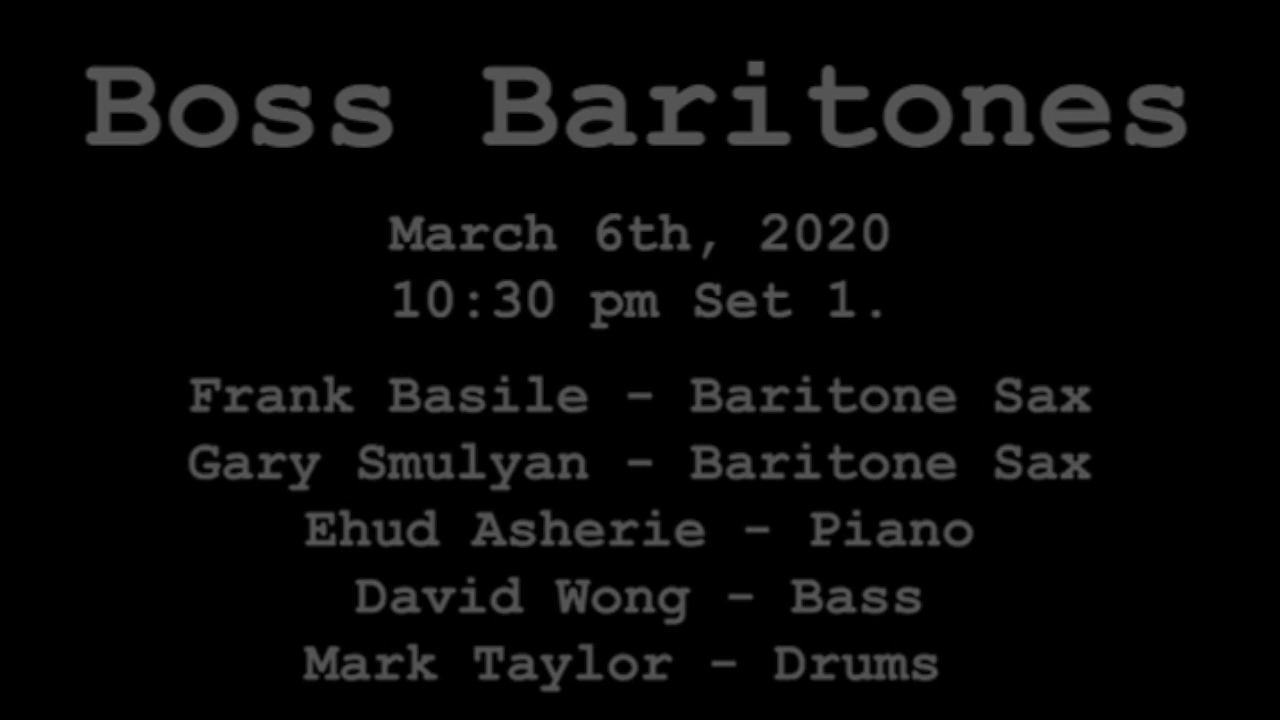 Boss Baritones
March 6th, 2020
10:30 pm Set 1.
Frank Basile - Baritone Sax
Gary Smulyan - Baritone Sax
Ehud Asherie - Piano
David Wong - Bass
Mark Taylor - Drums